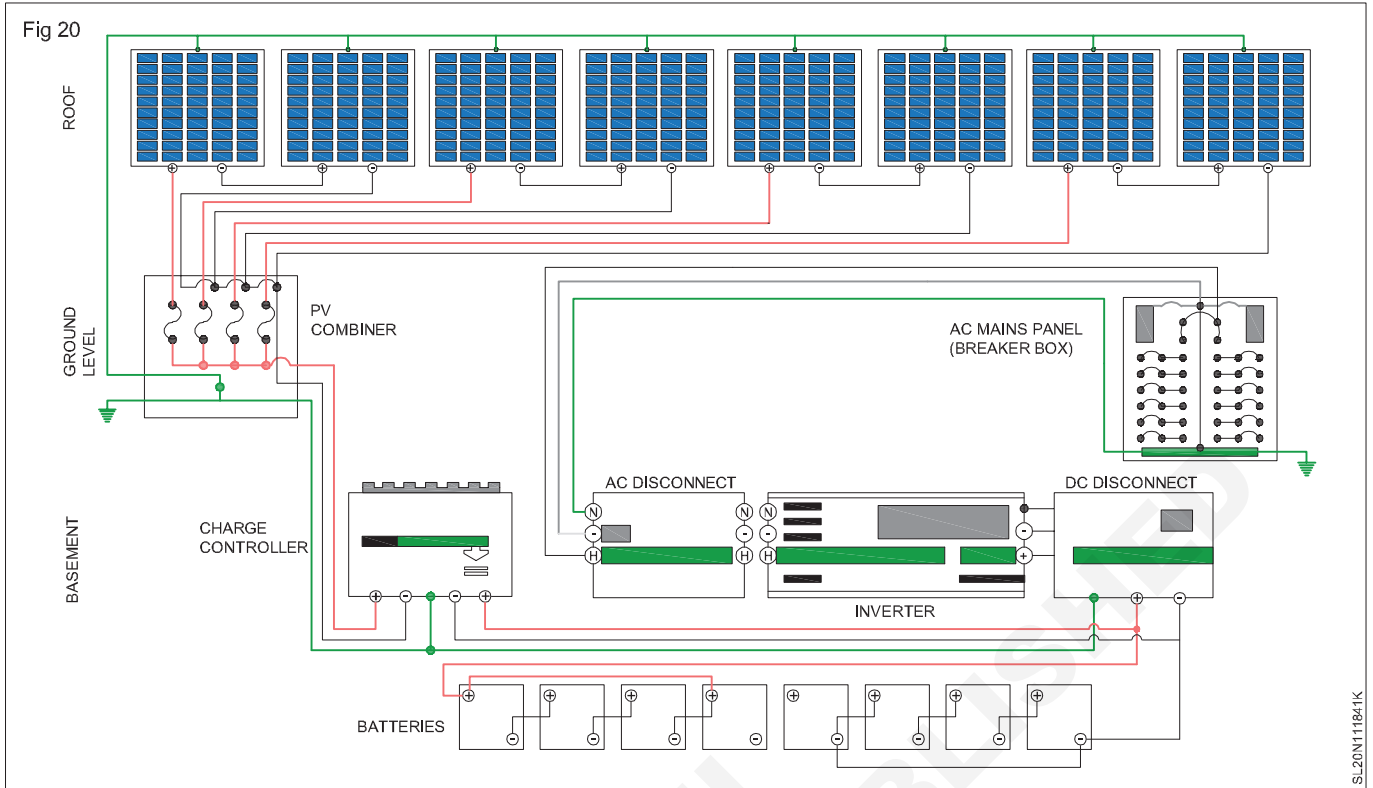 Fig 20
ROOF
GROUND
LEVEL
PV
COMBINER
AC MAINS PANEL
(BREAKER BOX)
BASEMENT
CHARGE
CONTROLLER
AC DISCONNECT
N
-
H
N
-
H
N
-
H
INVERTER
DC DISCONNECT
BATTERIES
SL20N111841K
BLISHED